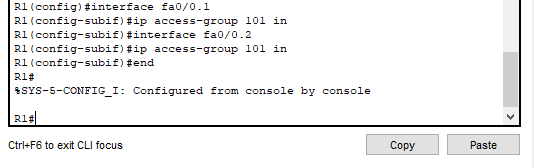 R1(config)#interface fa0/0.1
R1(config-subif)#ip access-group 101 in
R1(config-subif)#interface fa0/0.2
R1(config-subif)#ip access-group 101 in
R1(config-subif)#end
R1#
%SYS-5-CONFIG_I: Configured from console by console
R1#
Ctrl+F6 to exit CLI focus
Copy
Paste